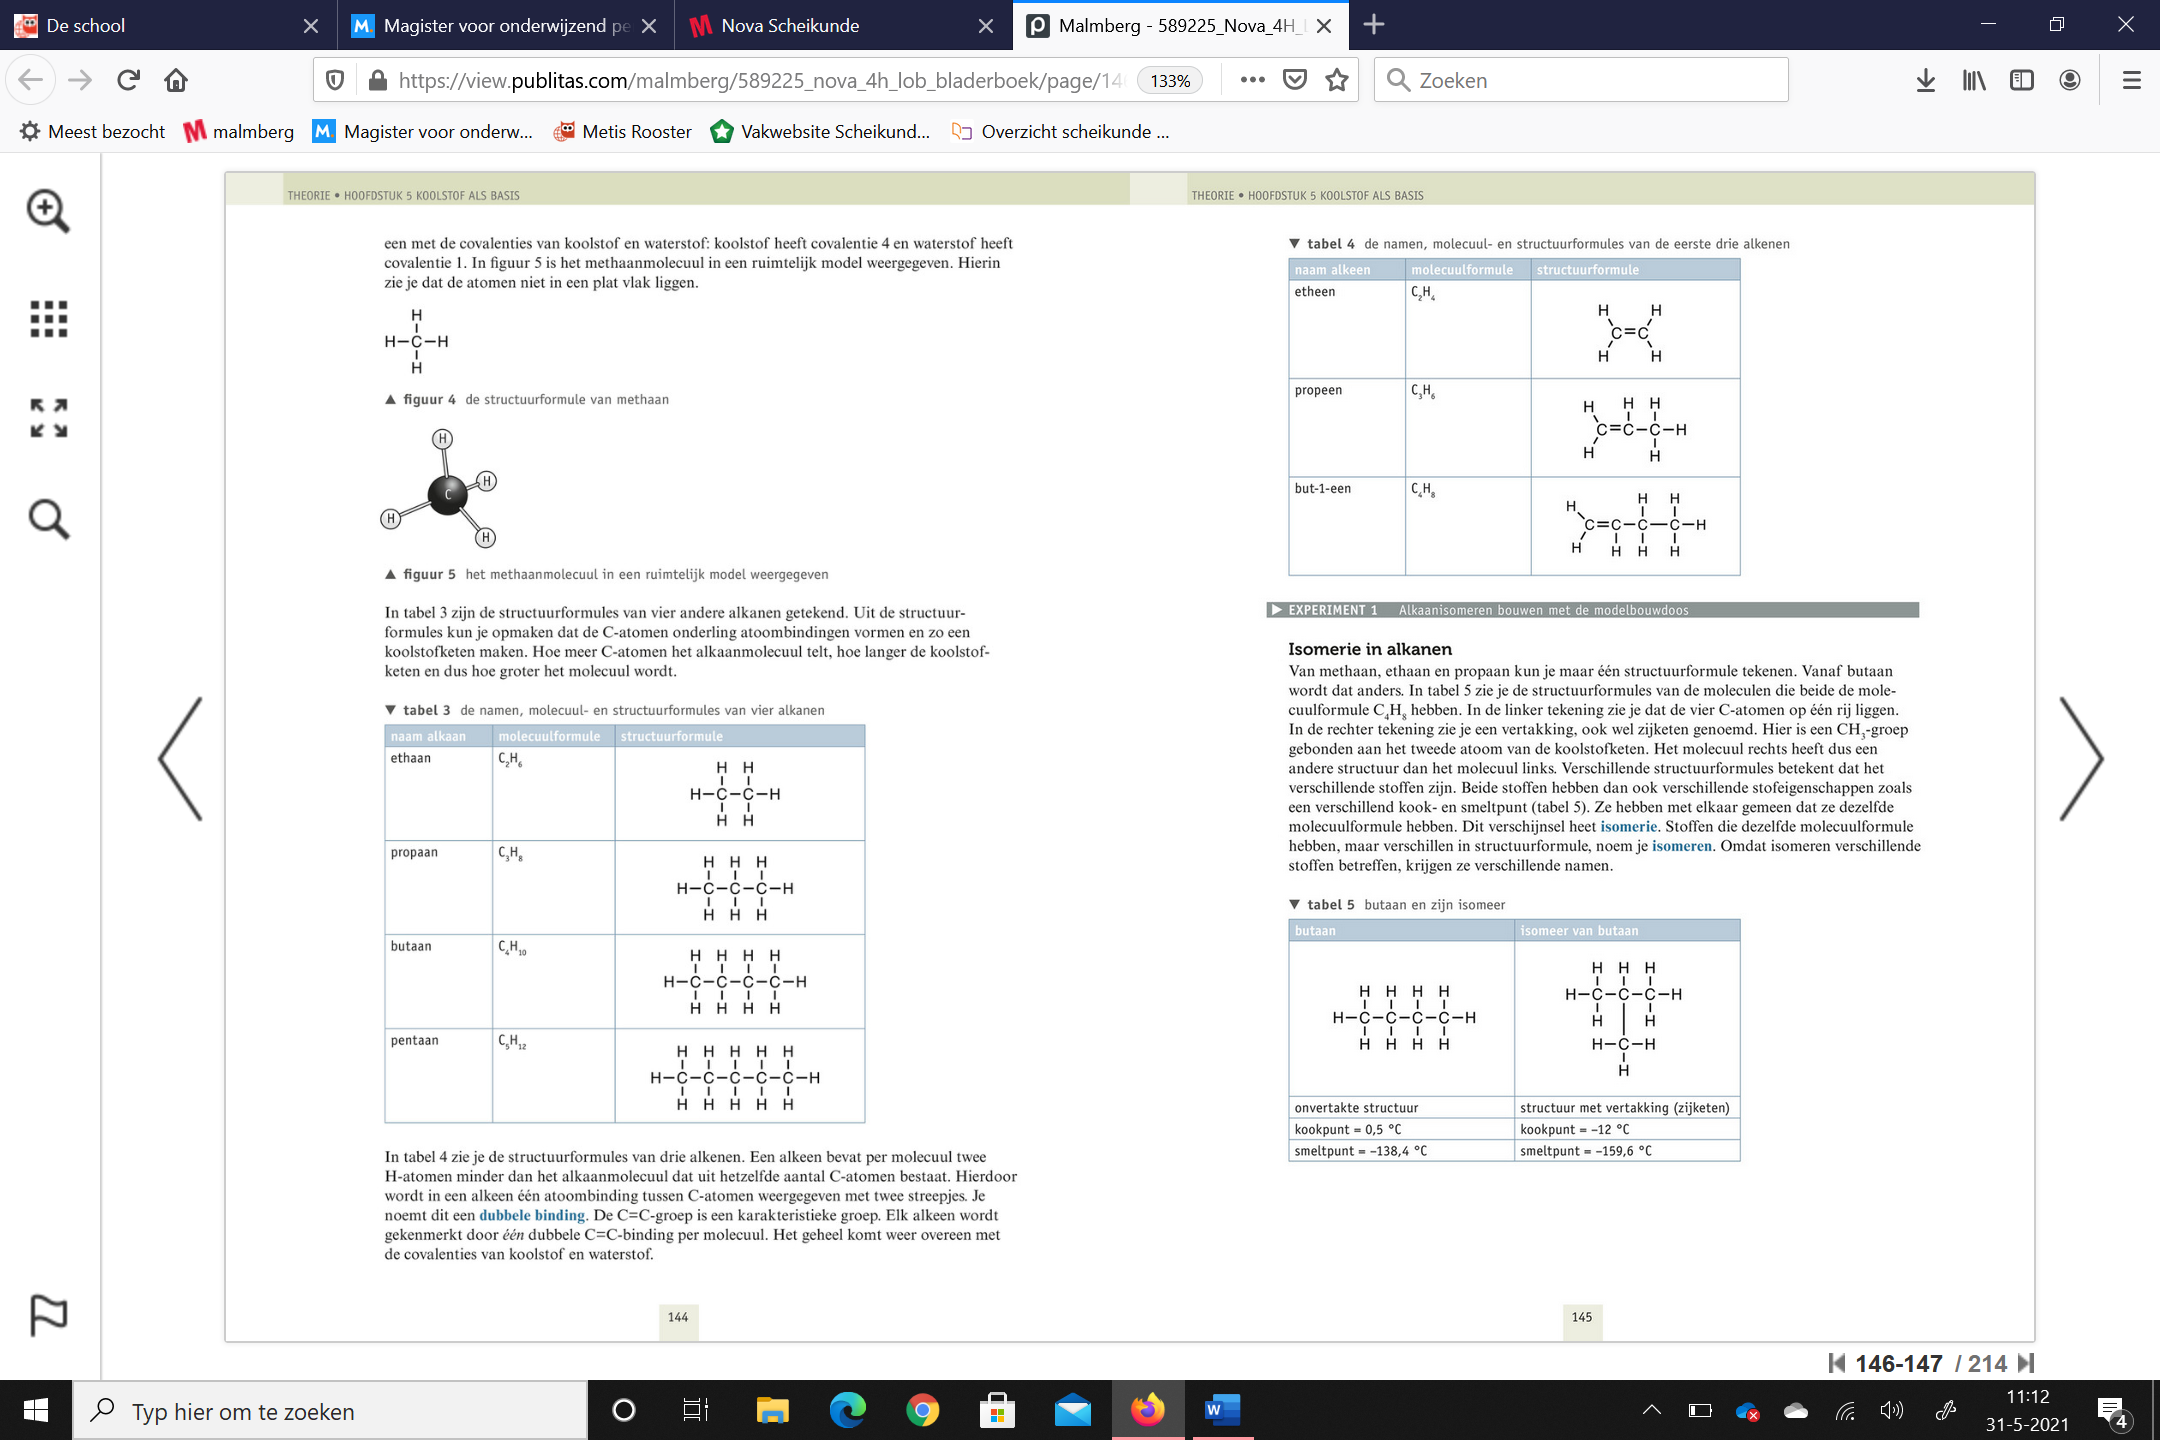 De school
Magister voor onderwijzend pe
Nova Scheikunde
Malmberg - 589225_Nova_4H_L
https://view.publitas.com/malmberg/589225_nova_4h_lob_bladerboek/page/14
133%
Zoeken
Meest bezocht
malmberg
Magister voor onderw...
Metis Rooster
Vakwebsite Scheikund...
Overzicht scheikunde ...
THEORIE • HOOFDSTUK 5 KOOLSTOF ALS BASIS
een met de covalenties van koolstof en waterstof: koolstof heeft covalentie 4 en waterstof heeft
covalentie 1. In figuur 5 is het methaanmolecuul in een ruimtelijk model weergegeven. Hierin
zie je dat de atomen niet in een plat vlak liggen.
H
H–C–H
H
▲ figuur 4 de structuurformule van methaan
H
H
C
H
H
▲ figuur 5 het methaanmolecuul in een ruimtelijk model weergegeven
In tabel 3 zijn de structuurformules van vier andere alkanen getekend. Uit de structuur-
formules kun je opmaken dat de C-atomen onderling atoombindingen vormen en zo een
koolstofketen maken. Hoe meer C-atomen het alkaanmolecuul telt, hoe langer de koolstof-
keten en dus hoe groter het molecuul wordt.
▼ tabel 3 de namen, molecuul- en structuurformules van vier alkanen
naam alkaan molecuulformule structuurformule
ethaan C₂H₆
H H
H–C–C–H
H H
propaan C₃H₈
H H H
H–C–C–C–H
H H H
butaan C₄H₁₀
H H H H
H–C–C–C–C–H
H H H H
pentaan C₅H₁₂
H H H H H
H–C–C–C–C–C–H
H H H H H
In tabel 4 zie je de structuurformules van drie alkenen. Een alkeen bevat per molecuul twee
H-atomen minder dan het alkaanmolecuul dat uit hetzelfde aantal C-atomen bestaat. Hierdoor
wordt in een alkeen één atoombinding tussen C-atomen weergegeven met twee streepjes. Je
noemt dit een dubbele binding. De C=C-groep is een karakteristieke groep. Elk alkeen wordt
gekenmerkt door één dubbele C=C-binding per molecuul. Het geheel komt weer overeen met
de covalenties van koolstof en waterstof.
144
THEORIE • HOOFDSTUK 5 KOOLSTOF ALS BASIS
▼ tabel 4 de namen, molecuul- en structuurformules van de eerste drie alkenen
naam alkeen molecuulformule structuurformule
etheen C₂H₄
H H
C=C
H H
propeen C₃H₆
H H H
C=C–C–H
H H
but-1-een C₄H₈
H H H
C=C–C–C–H
H H H H
▶ EXPERIMENT 1 Alkaanisomeren bouwen met de modelbouwdoos
Isomerie in alkanen
Van methaan, ethaan en propaan kun je maar één structuurformule tekenen. Vanaf butaan
wordt dat anders. In tabel 5 zie je de structuurformules van de moleculen die beide de mole-
cuulformule C₄H₈ hebben. In de linker tekening zie je dat de vier C-atomen op één rij liggen.
In de rechter tekening zie je een vertakking, ook wel zijketen genoemd. Hier is een CH₃-groep
gebonden aan het tweede atoom van de koolstofketen. Het molecuul rechts heeft dus een
andere structuur dan het molecuul links. Verschillende structuurformules betekent dat het
verschillende stoffen zijn. Beide stoffen hebben dan ook verschillende stofeigenschappen zoals
een verschillend kook- en smeltpunt (tabel 5). Ze hebben met elkaar gemeen dat ze dezelfde
molecuulformule hebben. Dit verschijnsel heet isomerie. Stoffen die dezelfde molecuulformule
hebben, maar verschillen in structuurformule, noem je isomeren. Omdat isomeren verschillende
stoffen betreffen, krijgen ze verschillende namen.
▼ tabel 5 butaan en zijn isomeer
butaan isomeer van butaan
H H H H
H–C–C–C–C–H
H H H H
H H H
H–C–C–C–H
H H
H–C–H
H
onvertakte structuur structuur met vertakking (zijketen)
kookpunt = 0,5 °C kookpunt = –12 °C
smeltpunt = –138,4 °C smeltpunt = –159,6 °C
145
146-147 / 214
Typ hier om te zoeken
11:12
31-5-2021
4